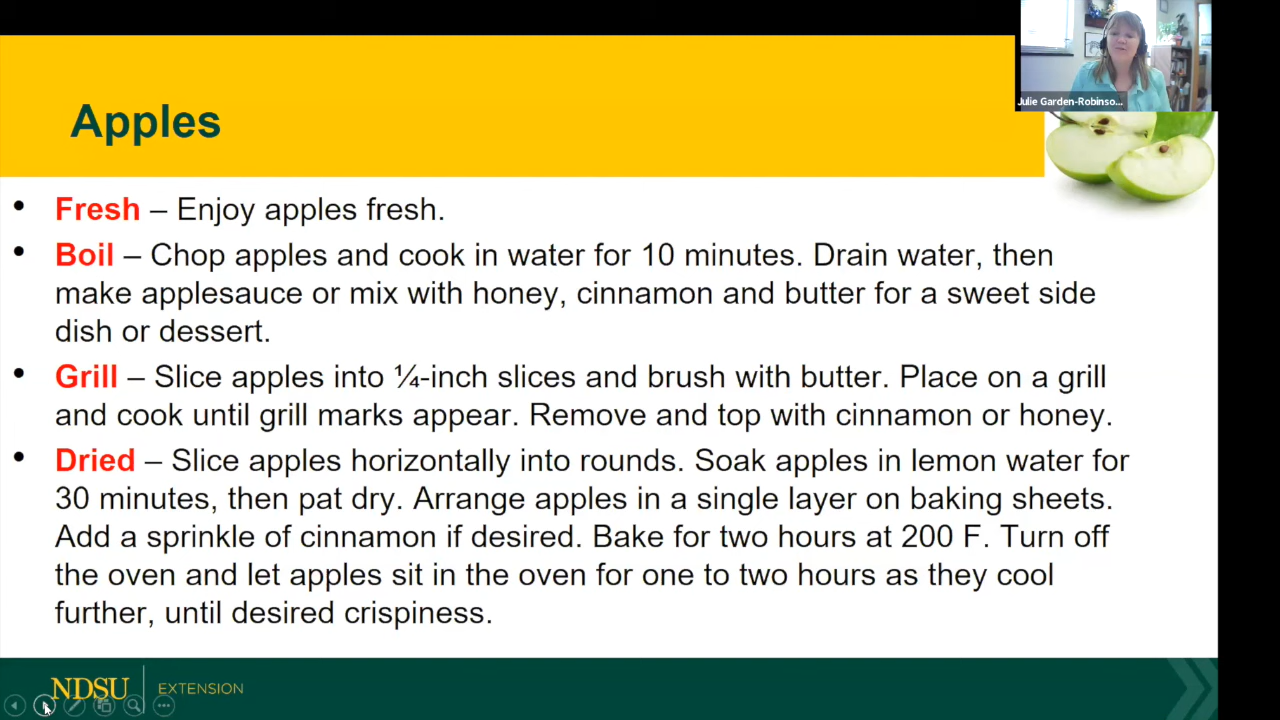 Julie Garden-Robinso...
Apples
• Fresh – Enjoy apples fresh.
• Boil – Chop apples and cook in water for 10 minutes. Drain water, then
make applesauce or mix with honey, cinnamon and butter for a sweet side
dish or dessert.
• Grill – Slice apples into ¼-inch slices and brush with butter. Place on a grill
and cook until grill marks appear. Remove and top with cinnamon or honey.
• Dried – Slice apples horizontally into rounds. Soak apples in lemon water for
30 minutes, then pat dry. Arrange apples in a single layer on baking sheets.
Add a sprinkle of cinnamon if desired. Bake for two hours at 200 F. Turn off
the oven and let apples sit in the oven for one to two hours as they cool
further, until desired crispiness.
NDSU EXTENSION